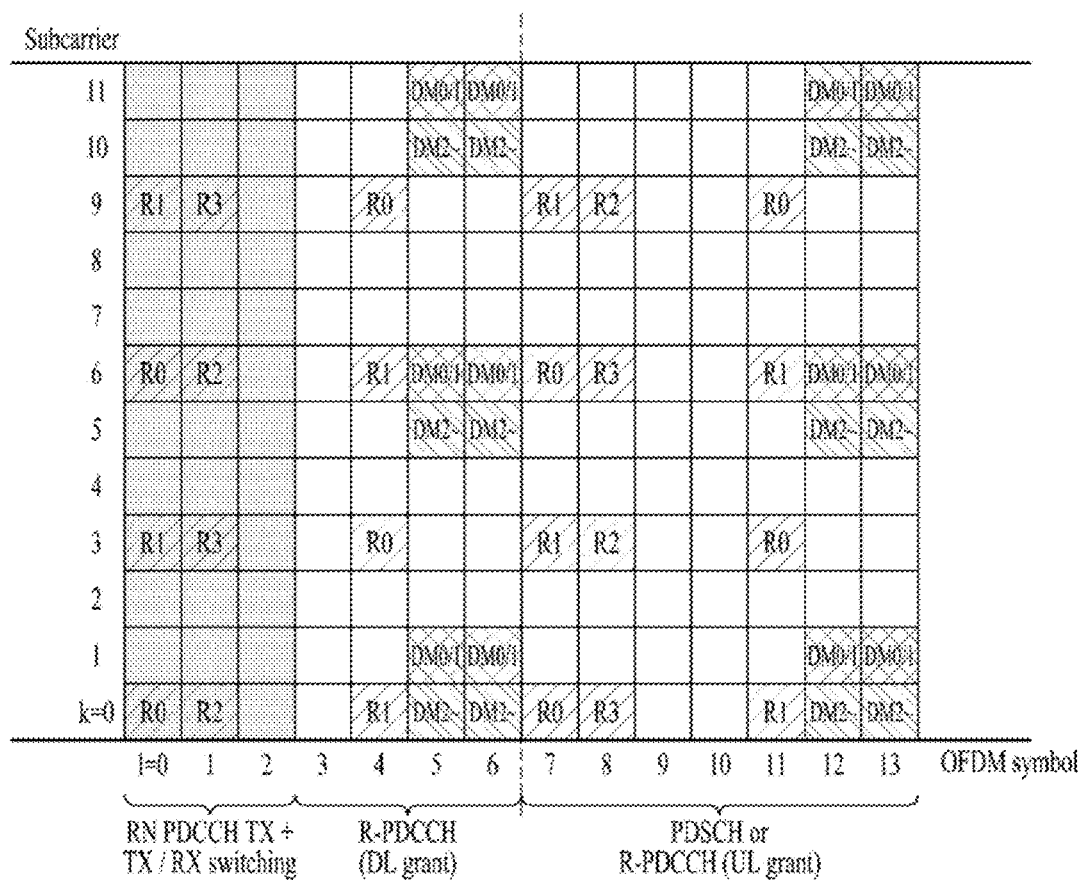 Subcarrier
11 DM0/1 DM0/1 DM0/1 DM0/1
10 DM2~ DM2~ DM2~ DM2~
9 R1 R3 R0 R1 R2 R0
8
7
6 R0 R2 R1 DM0/1 DM0/1 R0 R3 R1 DM0/1 DM0/1
5 DM2~ DM2~ DM2~ DM2~
4
3 R1 R3 R0 R1 R2 R0
2
1 DM0/1 DM0/1 DM0/1 DM0/1
k=0 R0 R2 R1 DM2~ DM2~ R0 R3 R1 DM2~ DM2~
l=0 1 2 3 4 5 6 7 8 9 10 11 12 13 OFDM symbol
RN PDCCH TX + R-PDCCH PDSCH or
TX / RX switching (DL grant) R-PDCCH (UL grant)